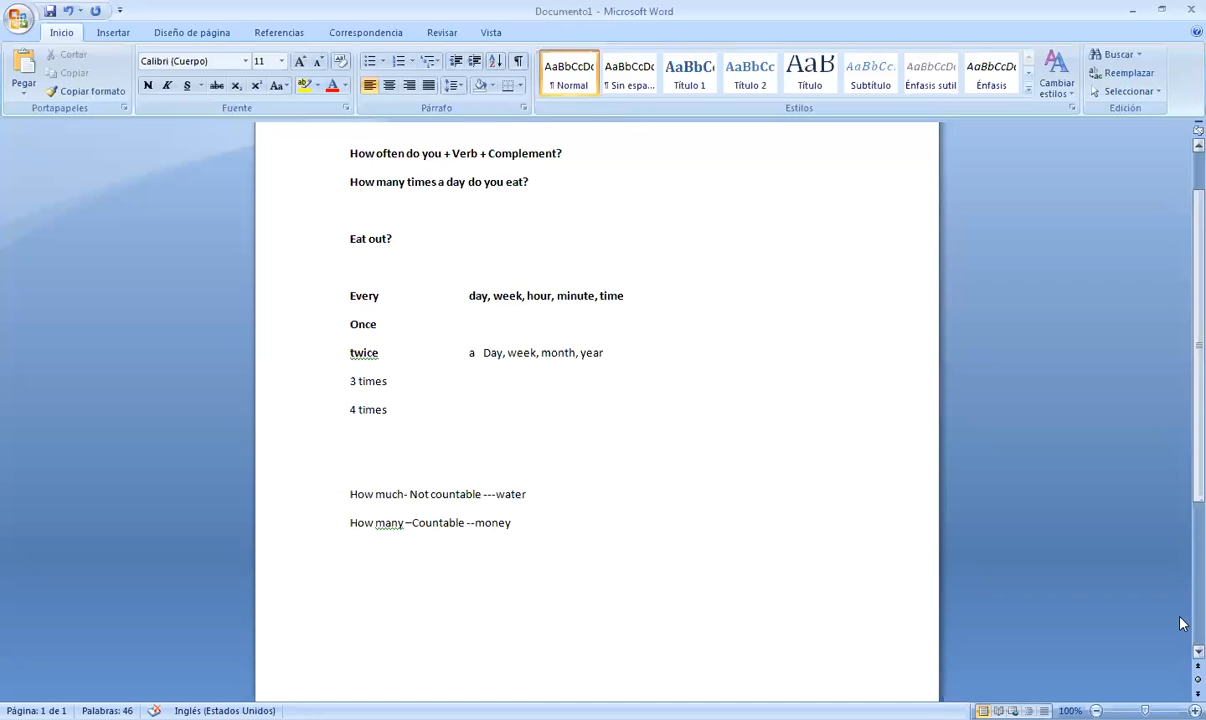 Documento1 - Microsoft Word
Inicio Insertar Diseño de página Referencias Correspondencia Revisar Vista
Pegar
Cortar
Copiar
Copiar formato
Portapapeles
Calibri (Cuerpo) 11
N K S abc x₂ x² Aa A
Fuente
Párrafo
AaBbCcDc AaBbCcDc AaBbC AaBbCc AaB AaBbCc. AaBbCcDc AaBbCcDc
¶ Normal ¶ Sin espa... Título 1 Título 2 Título Subtítulo Énfasis sutil Énfasis
Cambiar estilos
Estilos
Buscar
Reemplazar
Seleccionar
Edición
How often do you + Verb + Complement?
How many times a day do you eat?
Eat out?
Every day, week, hour, minute, time
Once
twice a Day, week, month, year
3 times
4 times
How much- Not countable ---water
How many –Countable --money
Página: 1 de 1 Palabras: 46 Inglés (Estados Unidos) 100%